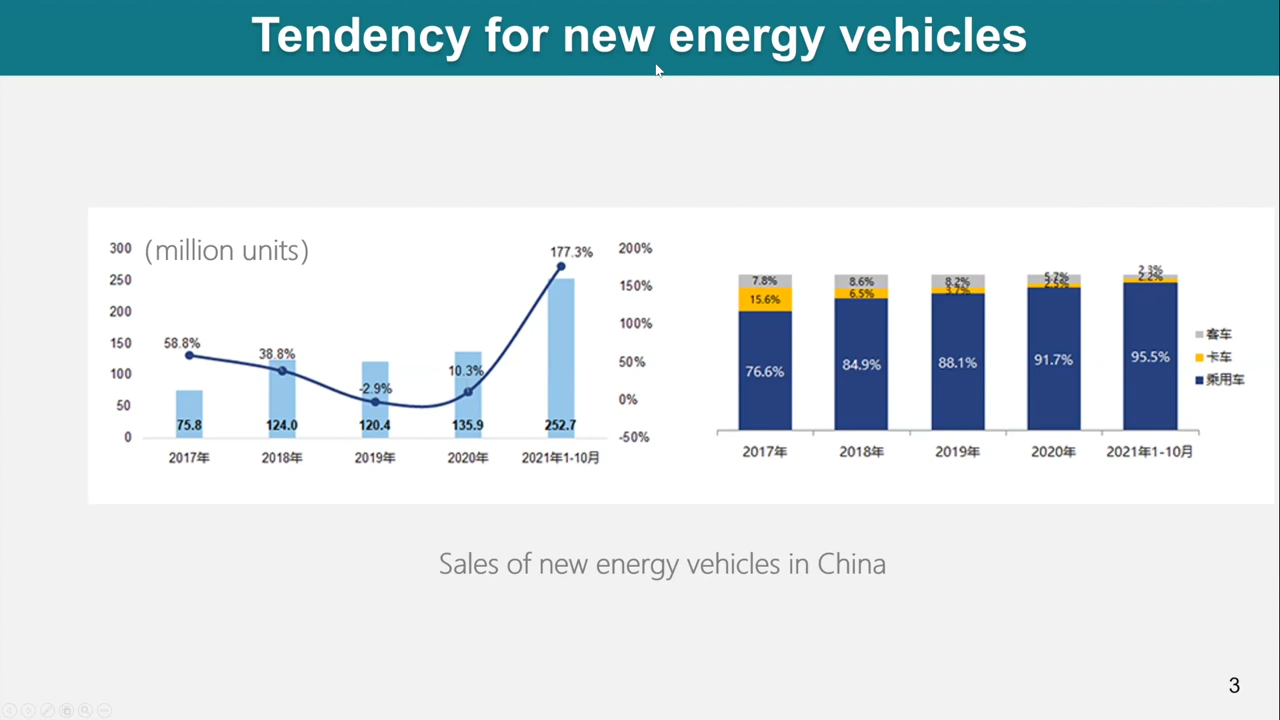 Tendency for new energy vehicles
(million units)
300
250
200
150
100
50
0
58.8%
38.8%
-2.9%
10.3%
177.3%
75.8
124.0
120.4
135.9
252.7
2017年
2018年
2019年
2020年
2021年1-10月
200%
150%
100%
50%
0%
-50%
7.8%
8.6%
8.2%
5.7%
2.3%
15.6%
6.5%
3.7%
2.2%
76.6%
84.9%
88.1%
91.7%
95.5%
2017年
2018年
2019年
2020年
2021年1-10月
客车
卡车
乘用车
Sales of new energy vehicles in China
3